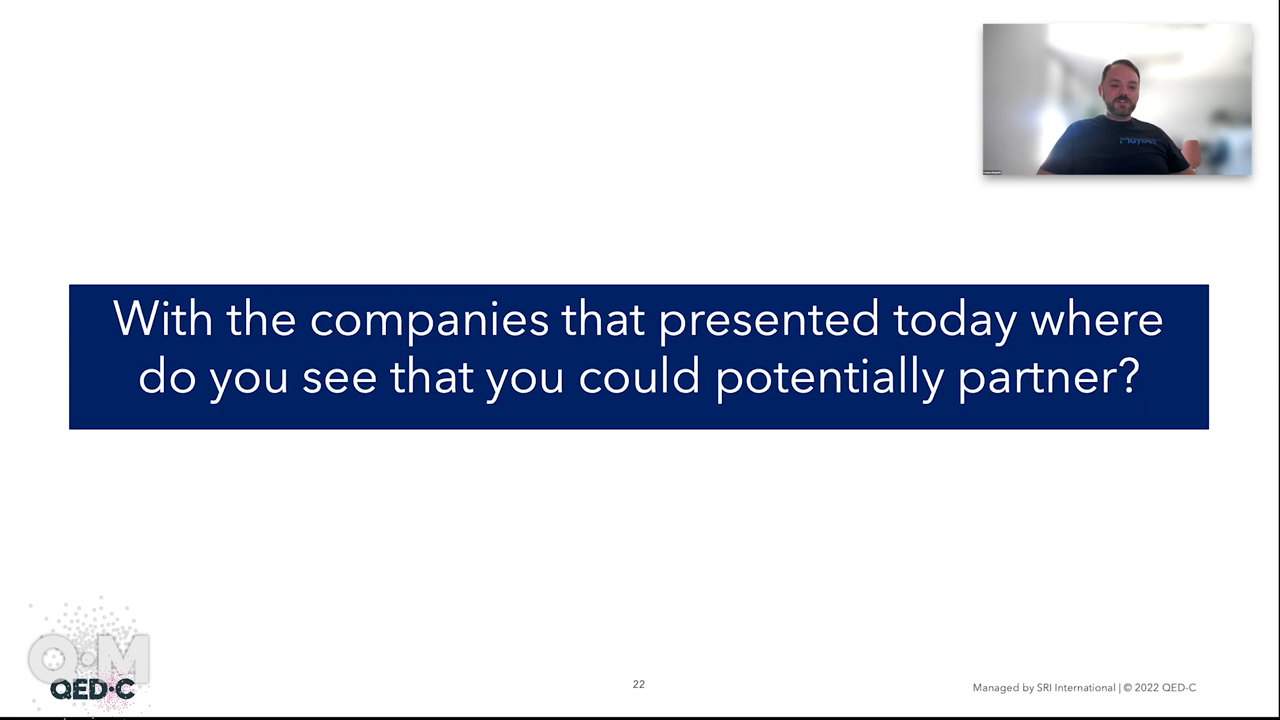 With the companies that presented today where
do you see that you could potentially partner?
Q•M
QED•C
22
Managed by SRI International | © 2022 QED-C